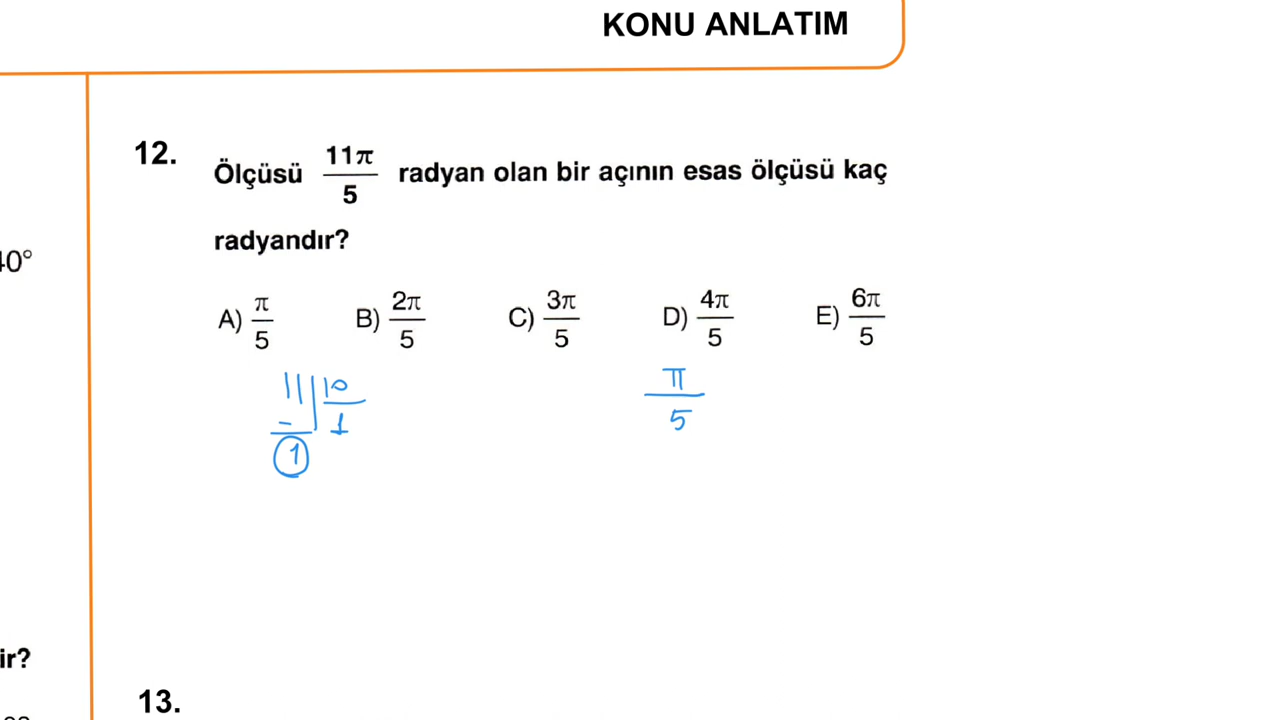 KONU ANLATIM
40°
12. Ölçüsü 11π/5 radyan olan bir açının esas ölçüsü kaç
radyandır?
A) π/5 B) 2π/5 C) 3π/5 D) 4π/5 E) 6π/5
11 | 10
- 1
1
π/5
ir?
13.